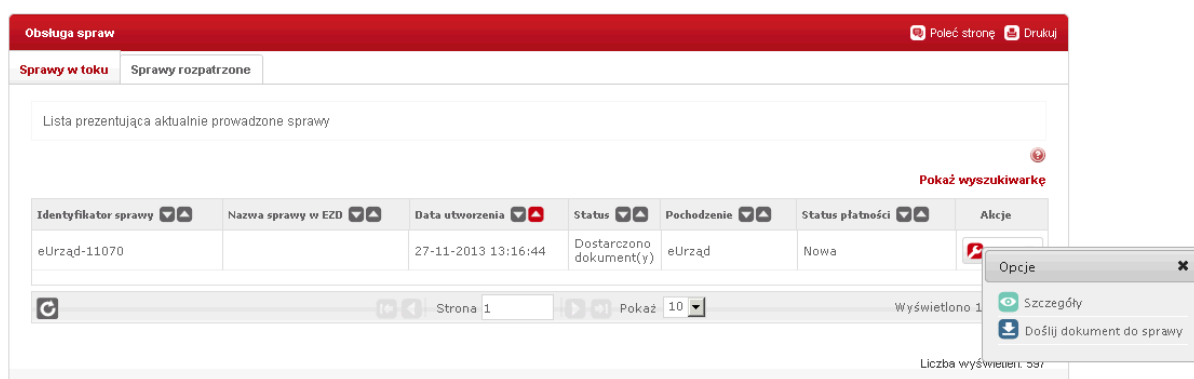 Obsługa spraw Poleć stronę Drukuj
Sprawy w toku Sprawy rozpatrzone
Lista prezentująca aktualnie prowadzone sprawy
Pokaż wyszukiwarkę
Identyfikator sprawy Nazwa sprawy w EZD Data utworzenia Status Pochodzenie Status płatności Akcje
eUrząd-11070 27-11-2013 13:16:44 Dostarczono dokument(y) eUrząd Nowa
Opcje
Szczegóły
Doślij dokument do sprawy
Strona 1 Pokaż 10 Wyświetlono 1
Liczba wyświetleń: 597